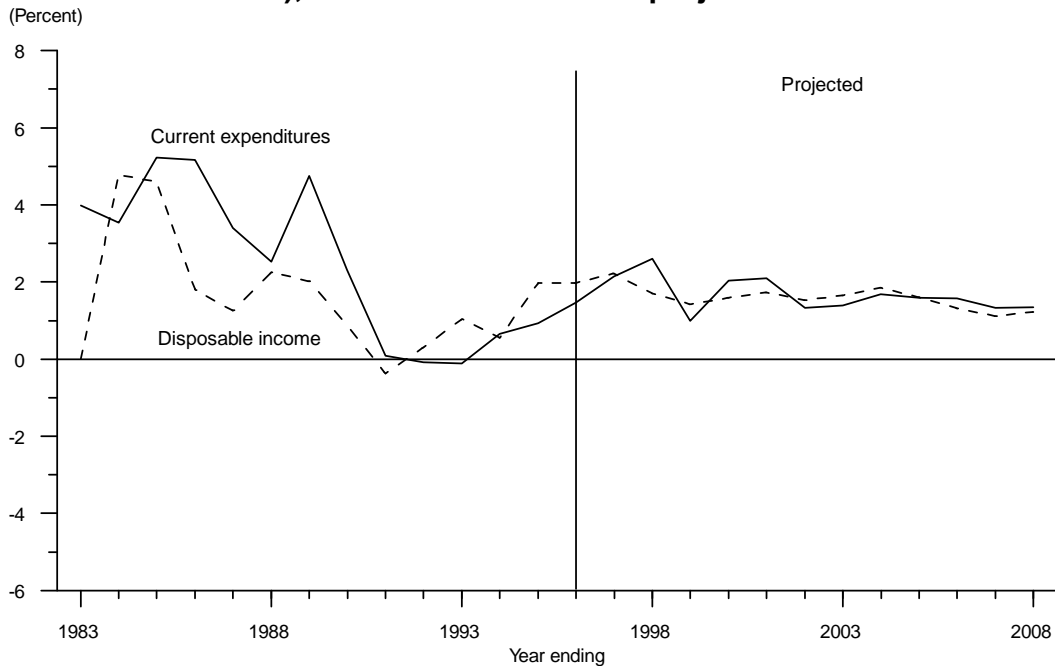 (Percent)
8
Projected
6
Current expenditures
4
2
Disposable income
0
-2
-4
-6
1983 1988 1993 1998 2003 2008
Year ending